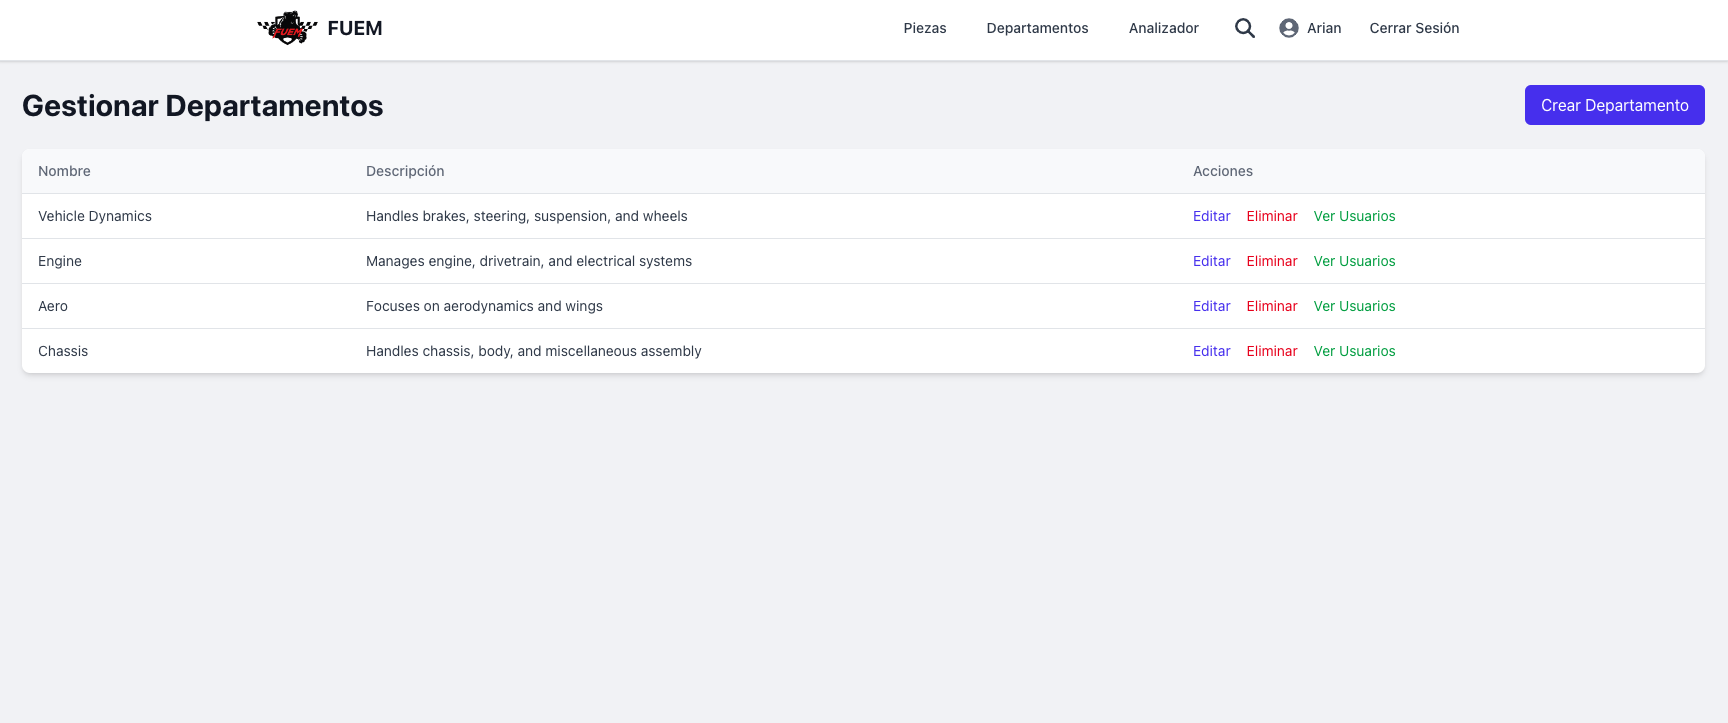 FUEM FUEM Piezas Departamentos Analizador Arian Cerrar Sesión
Gestionar Departamentos Crear Departamento
Nombre Descripción Acciones
Vehicle Dynamics Handles brakes, steering, suspension, and wheels Editar Eliminar Ver Usuarios
Engine Manages engine, drivetrain, and electrical systems Editar Eliminar Ver Usuarios
Aero Focuses on aerodynamics and wings Editar Eliminar Ver Usuarios
Chassis Handles chassis, body, and miscellaneous assembly Editar Eliminar Ver Usuarios